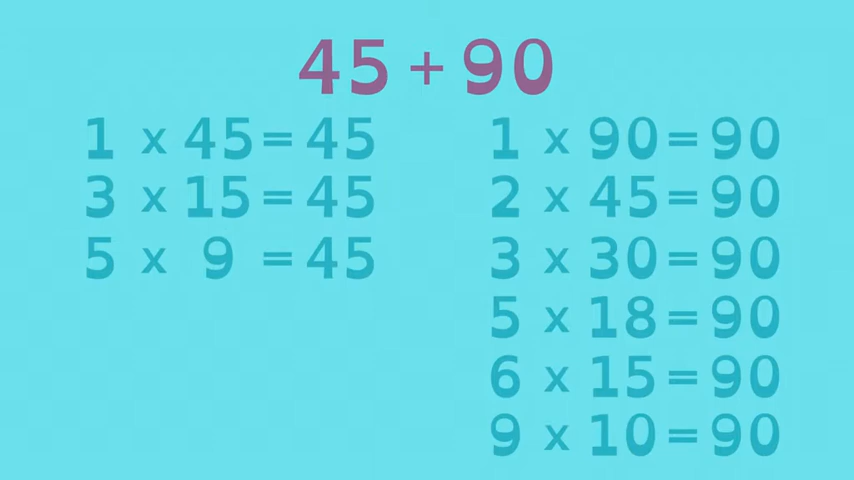 45 + 90
1 x 45 = 45
3 x 15 = 45
5 x 9 = 45
1 x 90 = 90
2 x 45 = 90
3 x 30 = 90
5 x 18 = 90
6 x 15 = 90
9 x 10 = 90